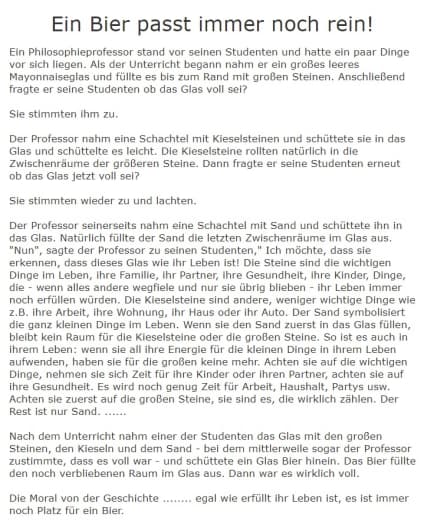 Ein Bier passt immer noch rein!
Ein Philosophieprofessor stand vor seinen Studenten und hatte ein paar Dinge
vor sich liegen. Als der Unterricht begann nahm er ein großes leeres
Mayonnaiseglas und füllte es bis zum Rand mit großen Steinen. Anschließend
fragte er seine Studenten ob das Glas voll sei?
Sie stimmten ihm zu.
Der Professor nahm eine Schachtel mit Kieselsteinen und schüttete sie in das
Glas und schüttelte es leicht. Die Kieselsteine rollten natürlich in die
Zwischenräume der größeren Steine. Dann fragte er seine Studenten erneut
ob das Glas jetzt voll sei?
Sie stimmten wieder zu und lachten.
Der Professor seinerseits nahm eine Schachtel mit Sand und schüttete ihn in
das Glas. Natürlich füllte der Sand die letzten Zwischenräume im Glas aus.
"Nun", sagte der Professor zu seinen Studenten," Ich möchte, dass sie
erkennen, dass dieses Glas wie ihr Leben ist! Die Steine sind die wichtigen
Dinge im Leben, ihre Familie, ihr Partner, ihre Gesundheit, ihre Kinder, Dinge,
die - wenn alles andere wegfiele und nur sie übrig blieben - ihr Leben immer
noch erfüllen würden. Die Kieselsteine sind andere, weniger wichtige Dinge wie
z.B. ihre Arbeit, ihre Wohnung, ihr Haus oder ihr Auto. Der Sand symbolisiert
die ganz kleinen Dinge im Leben. Wenn sie den Sand zuerst in das Glas füllen,
bleibt kein Raum für die Kieselsteine oder die großen Steine. So ist es auch in
ihrem Leben: wenn sie all ihre Energie für die kleinen Dinge in ihrem Leben
aufwenden, haben sie für die großen keine mehr. Achten sie auf die wichtigen
Dinge, nehmen sie sich Zeit für ihre Kinder oder ihren Partner, achten sie auf
ihre Gesundheit. Es wird noch genug Zeit für Arbeit, Haushalt, Partys usw.
Achten sie zuerst auf die großen Steine, sie sind es, die wirklich zählen. Der
Rest ist nur Sand. ......
Nach dem Unterricht nahm einer der Studenten das Glas mit den großen
Steinen, den Kieseln und dem Sand - bei dem mittlerweile sogar der Professor
zustimmte, dass es voll war - und schüttete ein Glas Bier hinein. Das Bier füllte
den noch verbliebenen Raum im Glas aus. Dann war es wirklich voll.
Die Moral von der Geschichte ........ egal wie erfüllt ihr Leben ist, es ist immer
noch Platz für ein Bier.